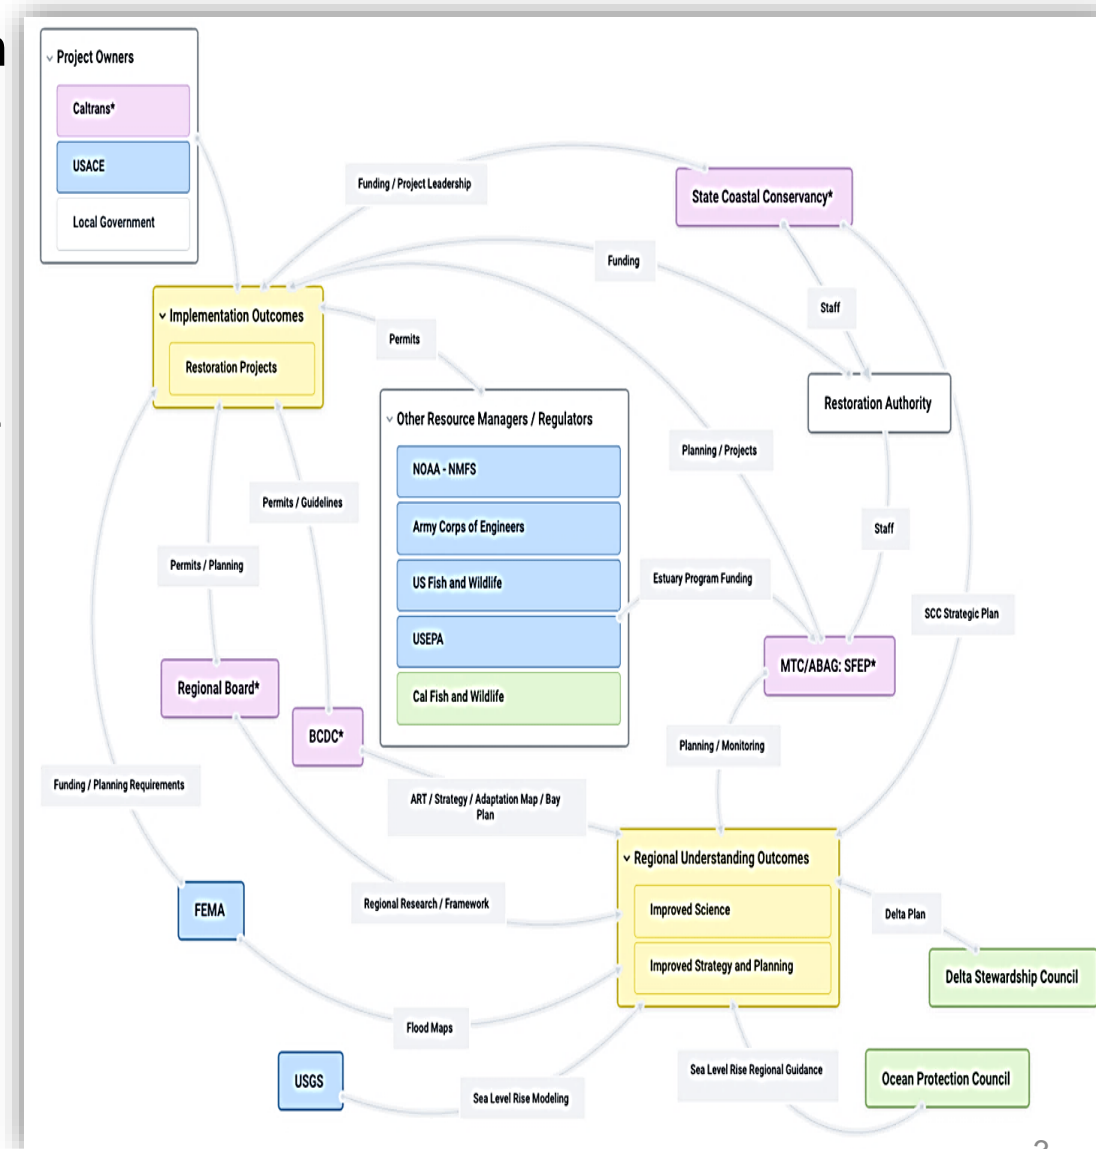 Project Owners
Caltrans*
USACE
Local Government
Funding / Project Leadership
State Coastal Conservancy*
Funding
Staff
Implementation Outcomes
Restoration Projects
Permits
Restoration Authority
Other Resource Managers / Regulators
NOAA - NMFS
Army Corps of Engineers
US Fish and Wildlife
USEPA
Cal Fish and Wildlife
Planning / Projects
Permits / Guidelines
Staff
Permits / Planning
Estuary Program Funding
SCC Strategic Plan
MTC/ABAG: SFEP*
Regional Board*
BCDC*
Planning / Monitoring
Funding / Planning Requirements
ART / Strategy / Adaptation Map / Bay
Plan
Regional Understanding Outcomes
Improved Science
Improved Strategy and Planning
Regional Research / Framework
FEMA
Delta Plan
Delta Stewardship Council
Flood Maps
USGS
Sea Level Rise Modeling
Sea Level Rise Regional Guidance
Ocean Protection Council